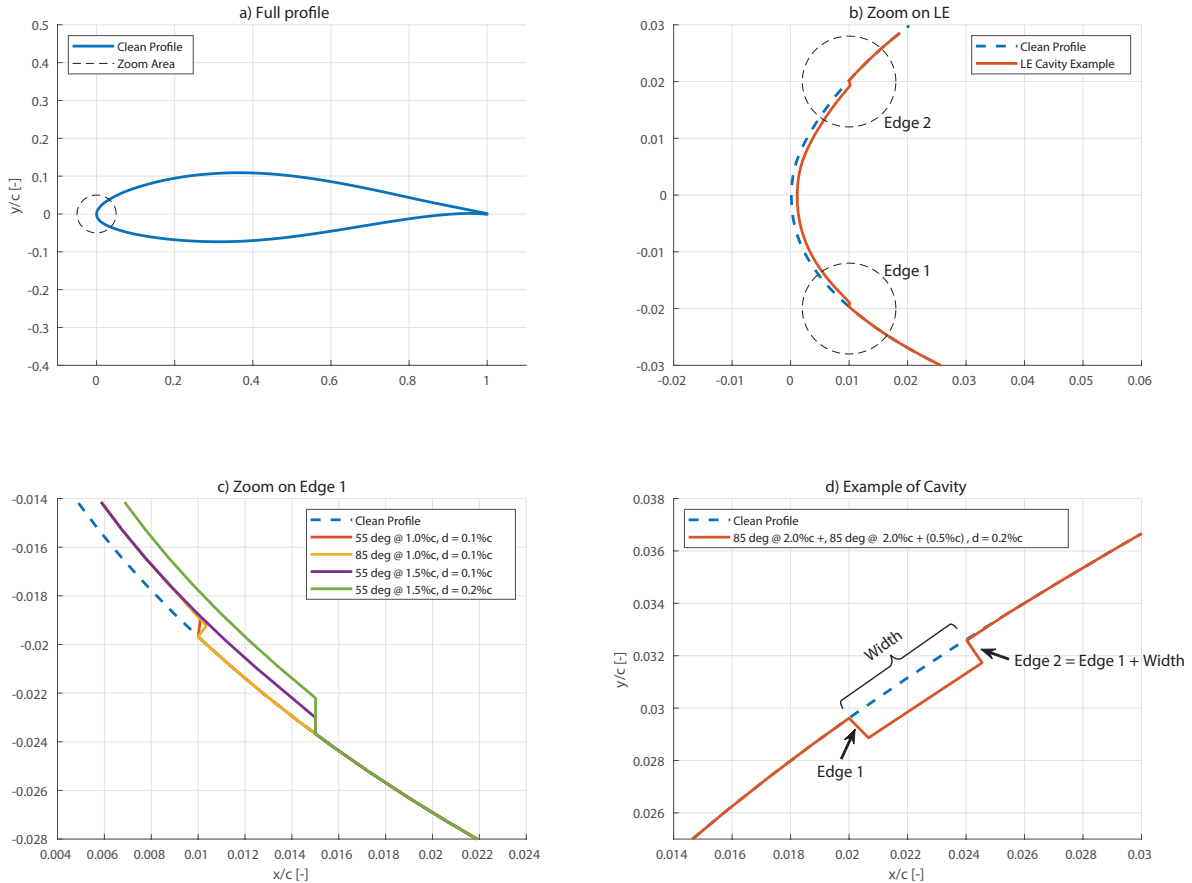 a) Full profile
0.5
0.4
0.3
0.2
0.1
0
-0.1
-0.2
-0.3
-0.4
y/c [-]
Clean Profile
Zoom Area
0
0.2
0.4
0.6
0.8
1
b) Zoom on LE
0.03
0.02
0.01
0
-0.01
-0.02
-0.03
Clean Profile
LE Cavity Example
Edge 2
Edge 1
-0.02
-0.01
0
0.01
0.02
0.03
0.04
0.05
0.06
c) Zoom on Edge 1
-0.014
-0.016
-0.018
-0.02
-0.022
-0.024
-0.026
-0.028
y/c [-]
Clean Profile
55 deg @ 1.0%c, d = 0.1%c
85 deg @ 1.0%c, d = 0.1%c
55 deg @ 1.5%c, d = 0.1%c
55 deg @ 1.5%c, d = 0.2%c
0.004
0.006
0.008
0.01
0.012
0.014
0.016
0.018
0.02
0.022
0.024
x/c [-]
d) Example of Cavity
0.038
0.036
0.034
0.032
0.03
0.028
0.026
y/c [-]
Clean Profile
85 deg @ 2.0%c +, 85 deg @ 2.0%c + (0.5%c) , d = 0.2%c
Width
Edge 2 = Edge 1 + Width
Edge 1
0.014
0.016
0.018
0.02
0.022
0.024
0.026
0.028
0.03
x/c [-]